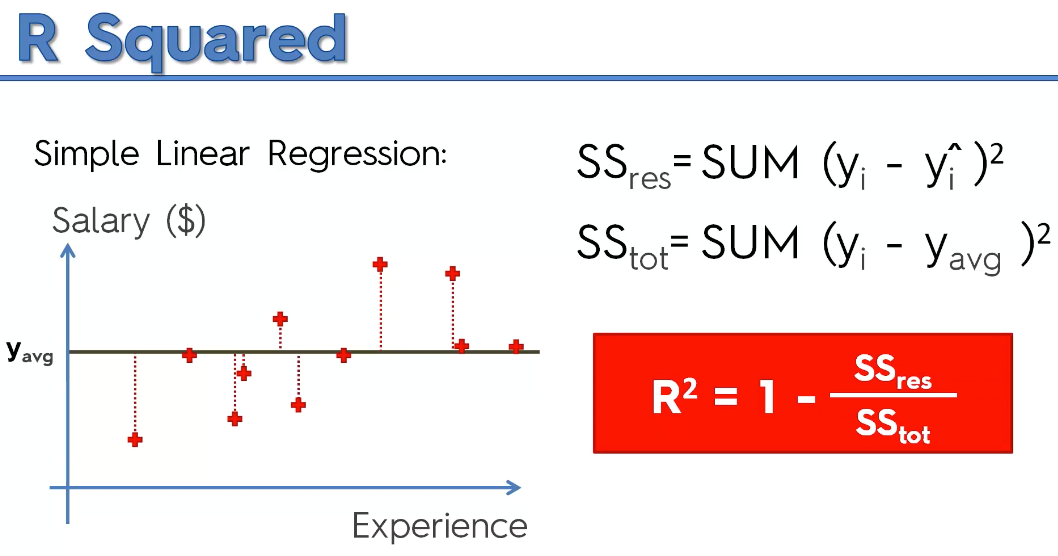 R Squared
Simple Linear Regression:
Salary ($)
yavg
Experience
SSres= SUM (yi - yi^ )²
SStot= SUM (yi - yavg )²
R² = 1 - SSres
SStot